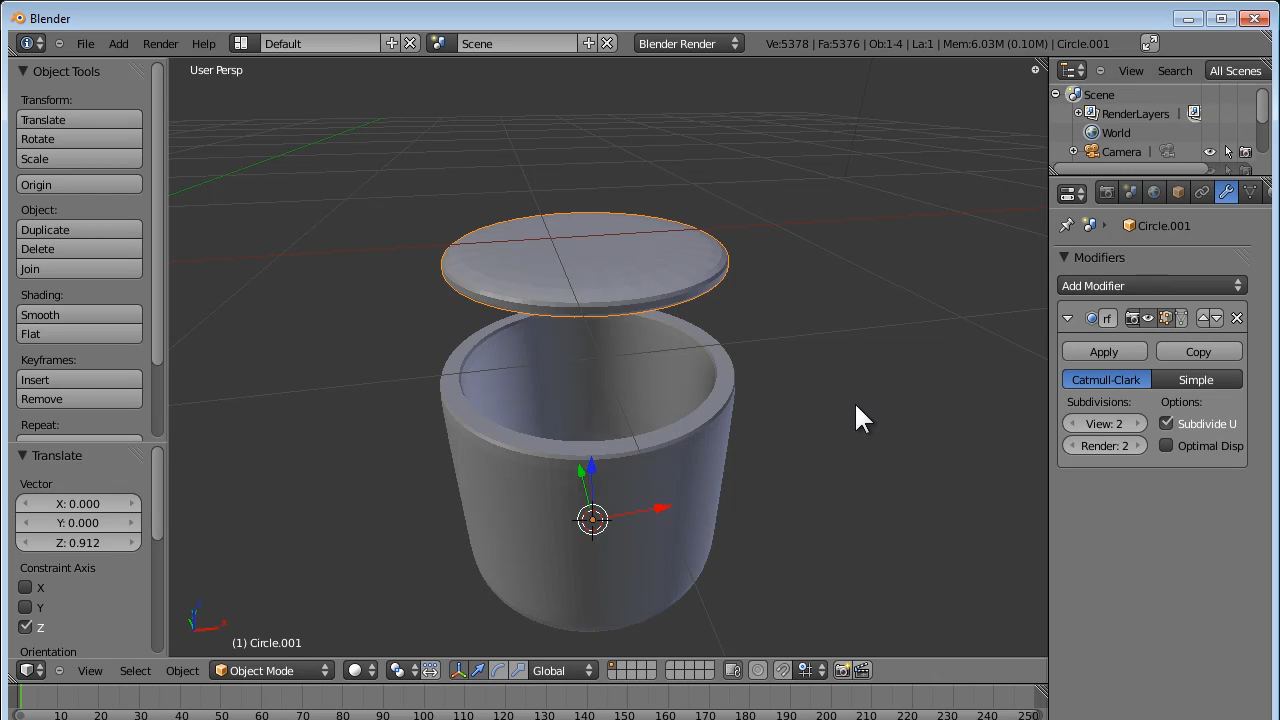 Blender
File Add Render Help Default Scene Blender Render Ve:5378 | Fa:5376 | Ob:1-4 | La:1 | Mem:6.03M (0.10M) | Circle.001
Object Tools
Transform:
Translate
Rotate
Scale
Origin
Object:
Duplicate
Delete
Join
Shading:
Smooth
Flat
Keyframes:
Insert
Remove
Repeat:
Translate
Vector
X: 0.000
Y: 0.000
Z: 0.912
Constraint Axis
X
Y
Z
Orientation
User Persp
(1) Circle.001
View Select Object Object Mode Global
10 20 30 40 50 60 70 80 90 100 110 120 130 140 150 160 170 180 190 200 210 220 230 240 250
View Search All Scenes
Scene
RenderLayers |
World
Camera |
Circle.001
Modifiers
Add Modifier
rf
Apply Copy
Catmull-Clark Simple
Subdivisions: Options:
View: 2 Subdivide U
Render: 2 Optimal Disp